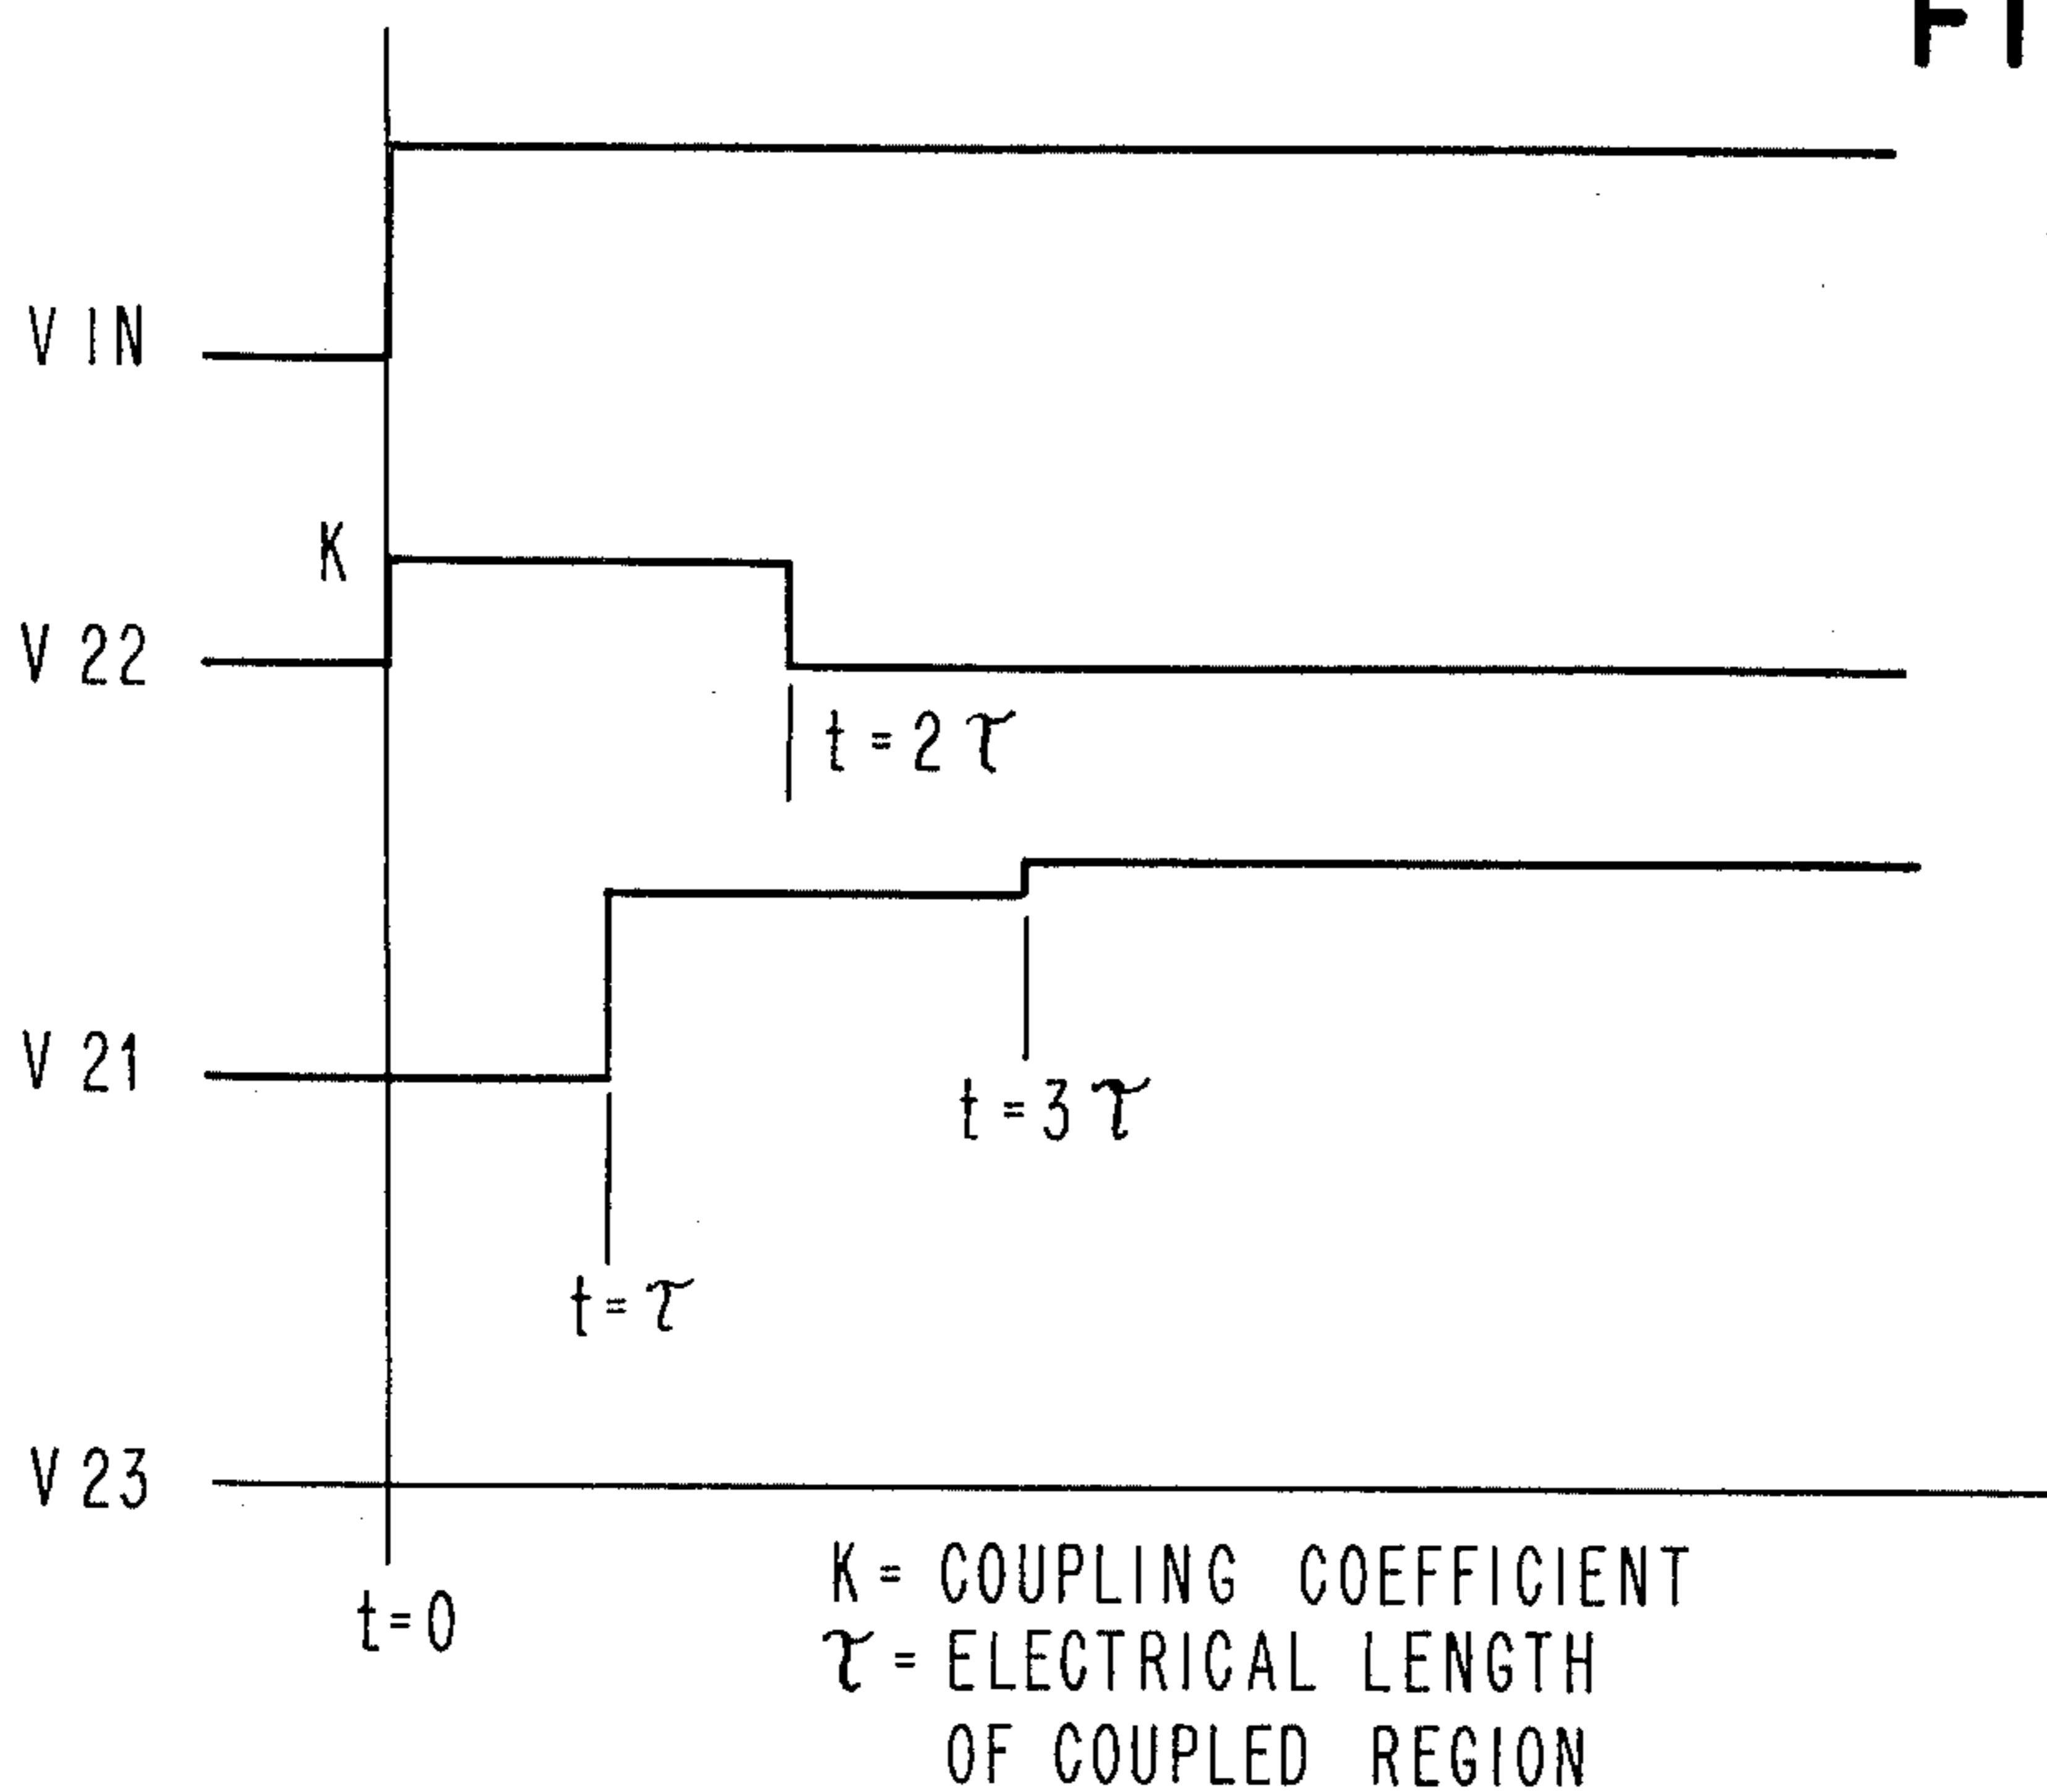 V IN
K
V 22
t = 2 τ
V 21
t = 3 τ
t = τ
V 23
t = 0
K = COUPLING COEFFICIENT
τ = ELECTRICAL LENGTH
OF COUPLED REGION